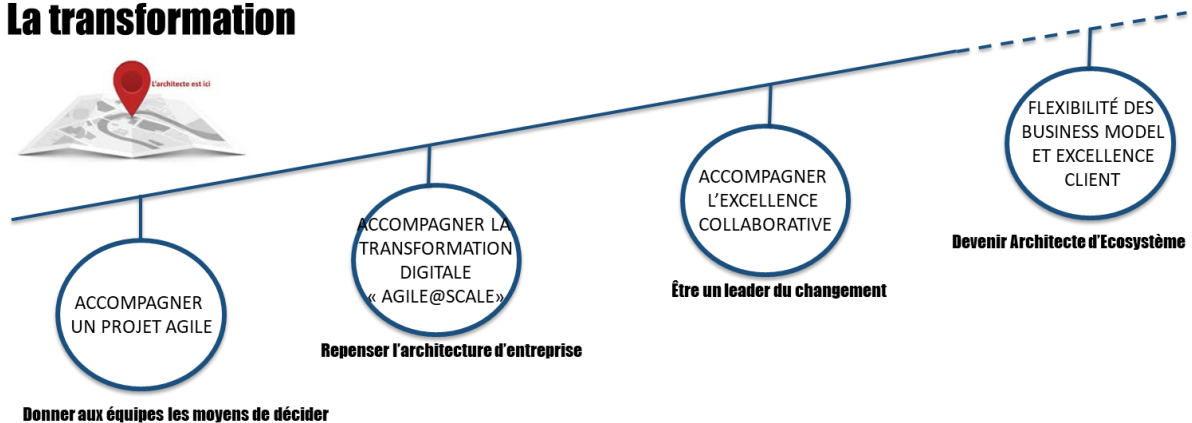 La transformation
L'architecte est ici
ACCOMPAGNER
UN PROJET AGILE
Donner aux équipes les moyens de décider
ACCOMPAGNER LA
TRANSFORMATION
DIGITALE
« AGILE@SCALE»
Repenser l'architecture d'entreprise
ACCOMPAGNER
L'EXCELLENCE
COLLABORATIVE
Être un leader du changement
FLEXIBILITÉ DES
BUSINESS MODEL
ET EXCELLENCE
CLIENT
Devenir Architecte d'Ecosystème